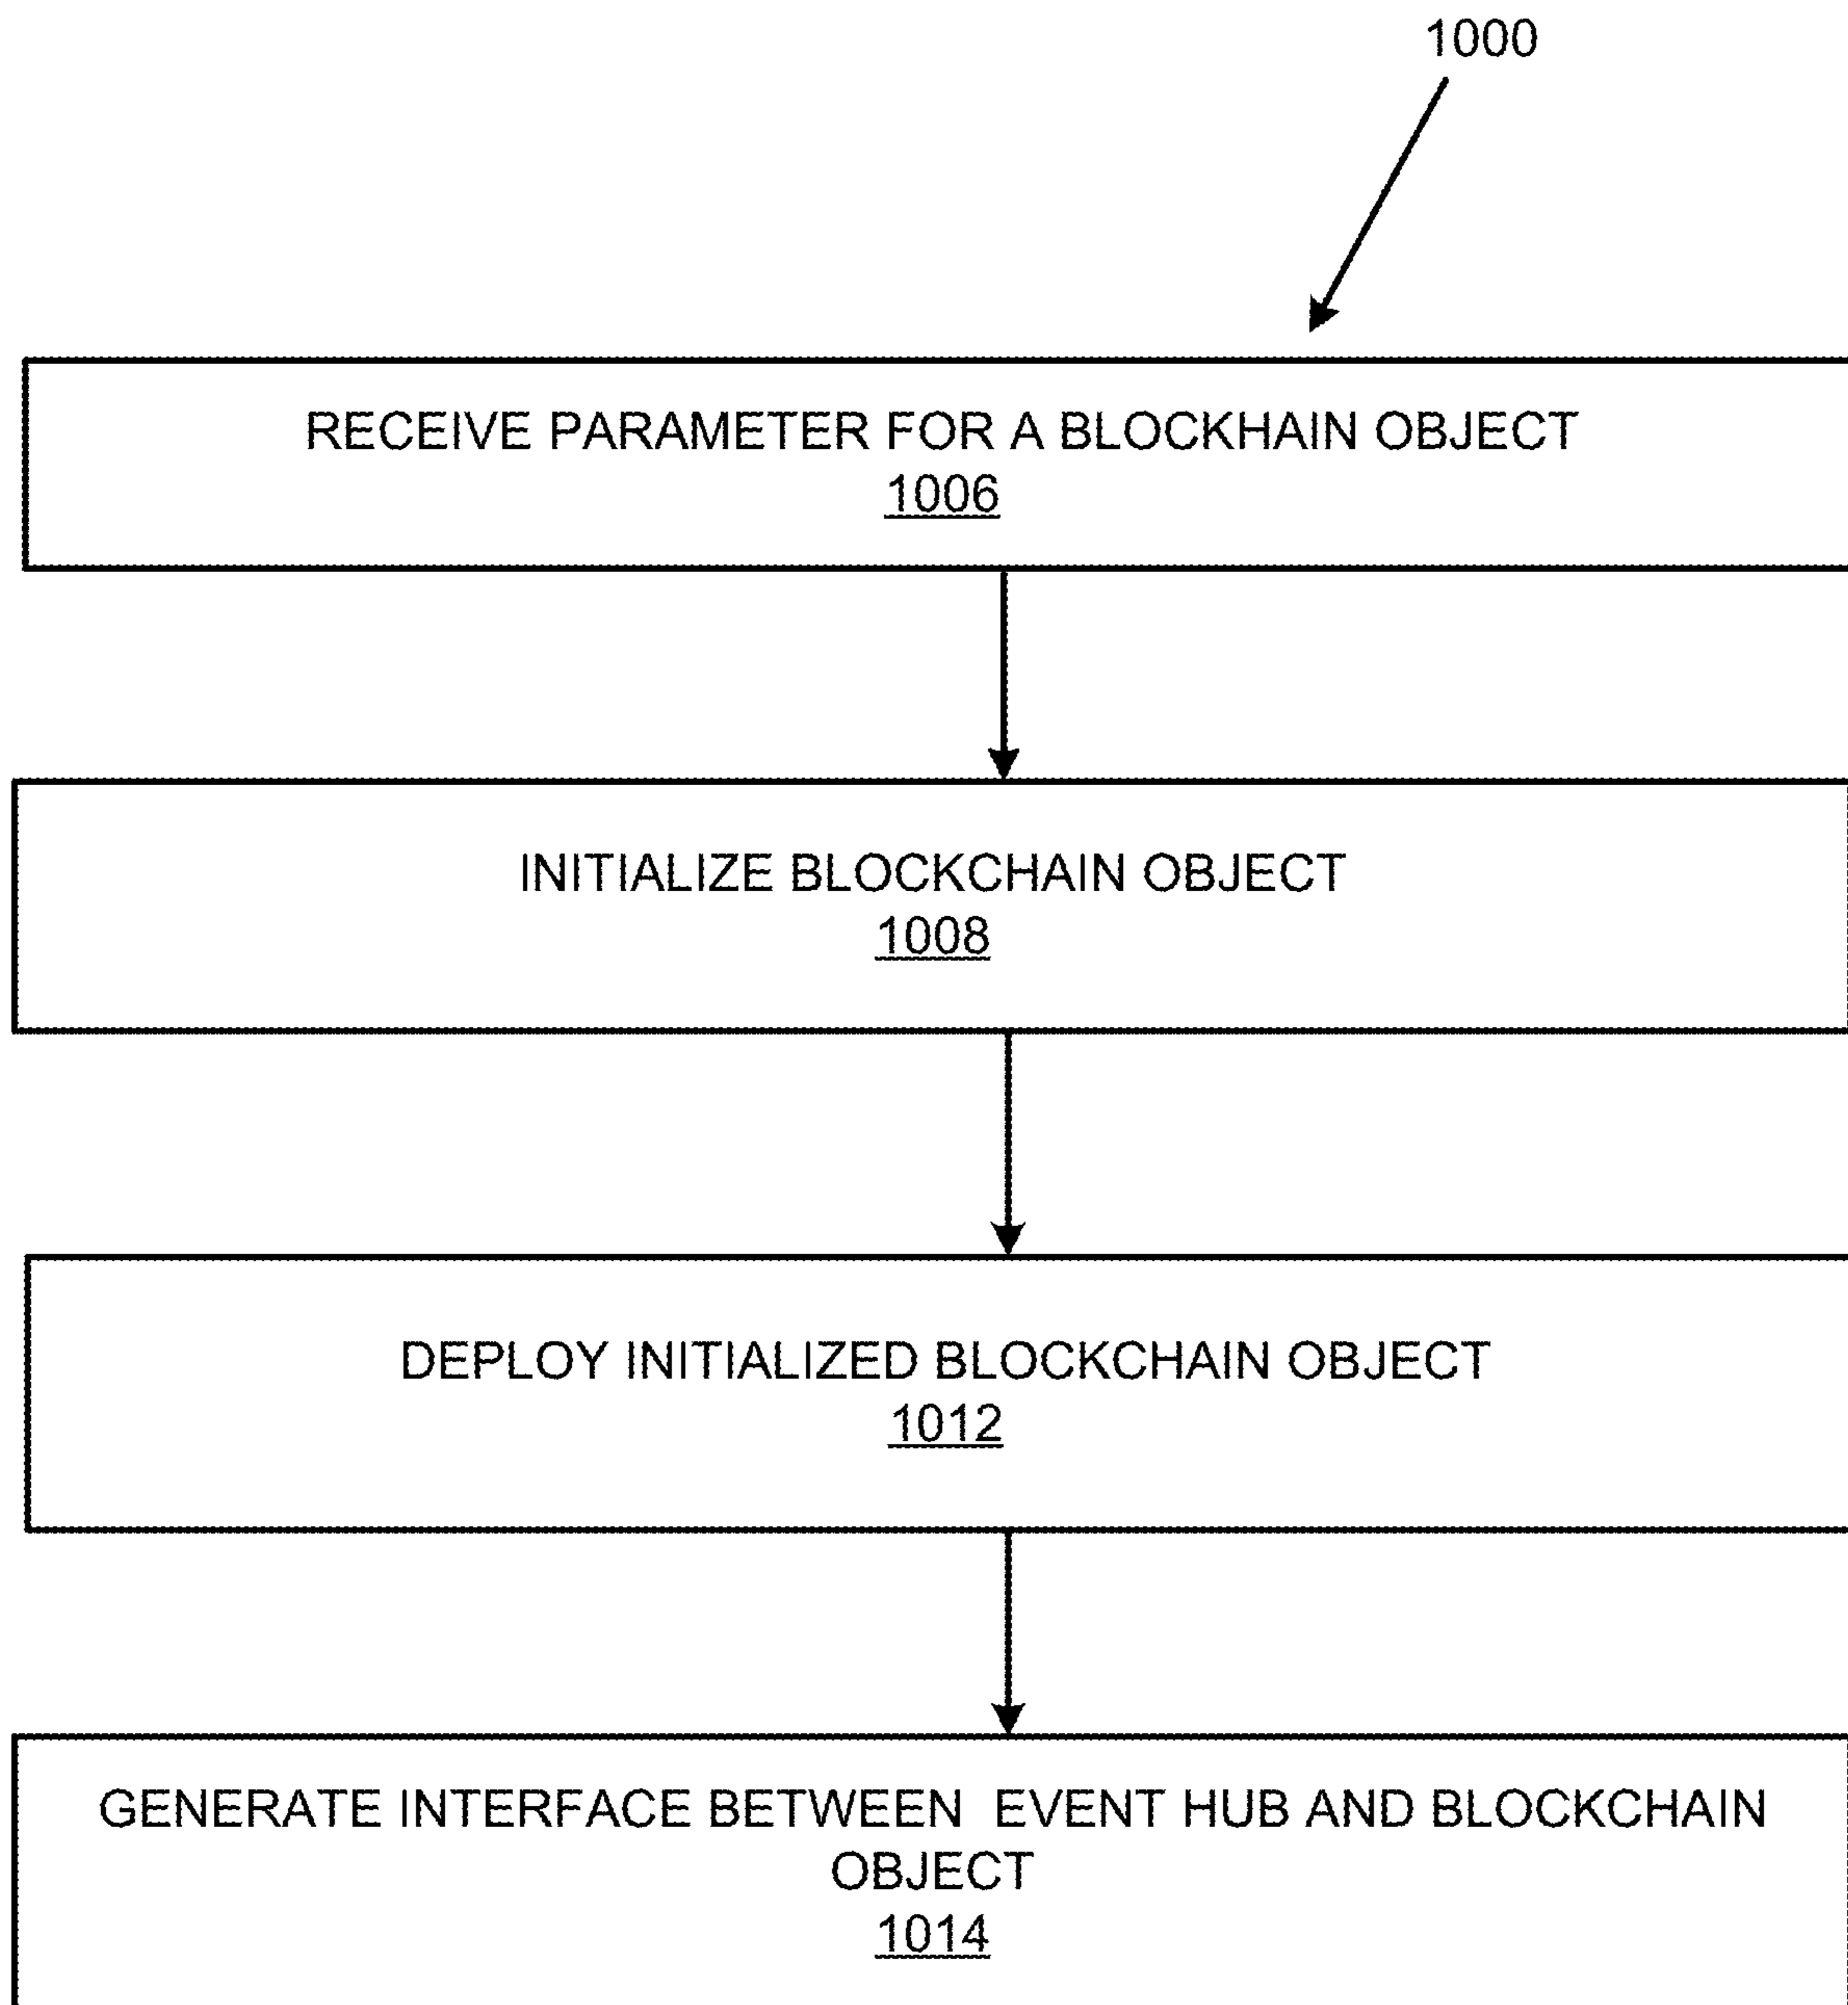 1000
RECEIVE PARAMETER FOR A BLOCKHAIN OBJECT
1006
INITIALIZE BLOCKCHAIN OBJECT
1008
DEPLOY INITIALIZED BLOCKCHAIN OBJECT
1012
GENERATE INTERFACE BETWEEN EVENT HUB AND BLOCKCHAIN
OBJECT
1014